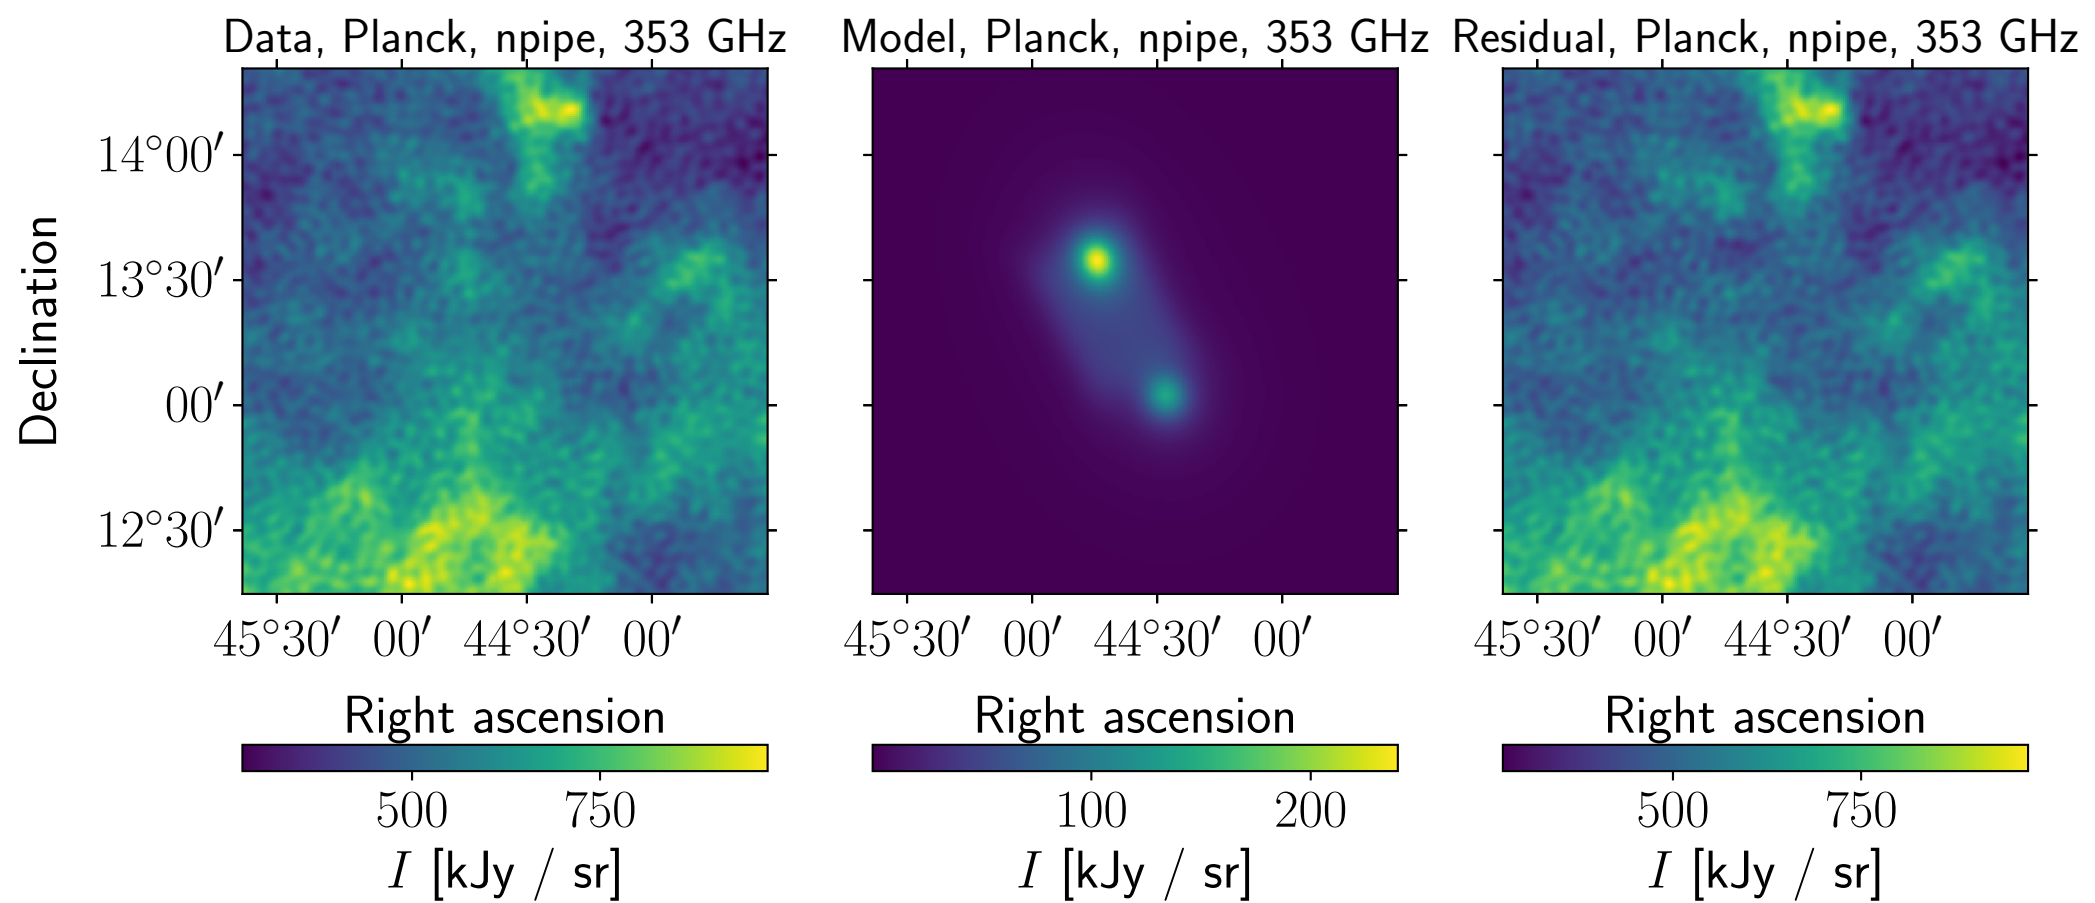 Data, Planck, npipe, 353 GHz
Model, Planck, npipe, 353 GHz
Residual, Planck, npipe, 353 GHz
Declination
14°00′
13°30′
00′
12°30′
45°30′ 00′ 44°30′ 00′
45°30′ 00′ 44°30′ 00′
45°30′ 00′ 44°30′ 00′
Right ascension
Right ascension
Right ascension
500 750
100 200
500 750
I [kJy / sr]
I [kJy / sr]
I [kJy / sr]